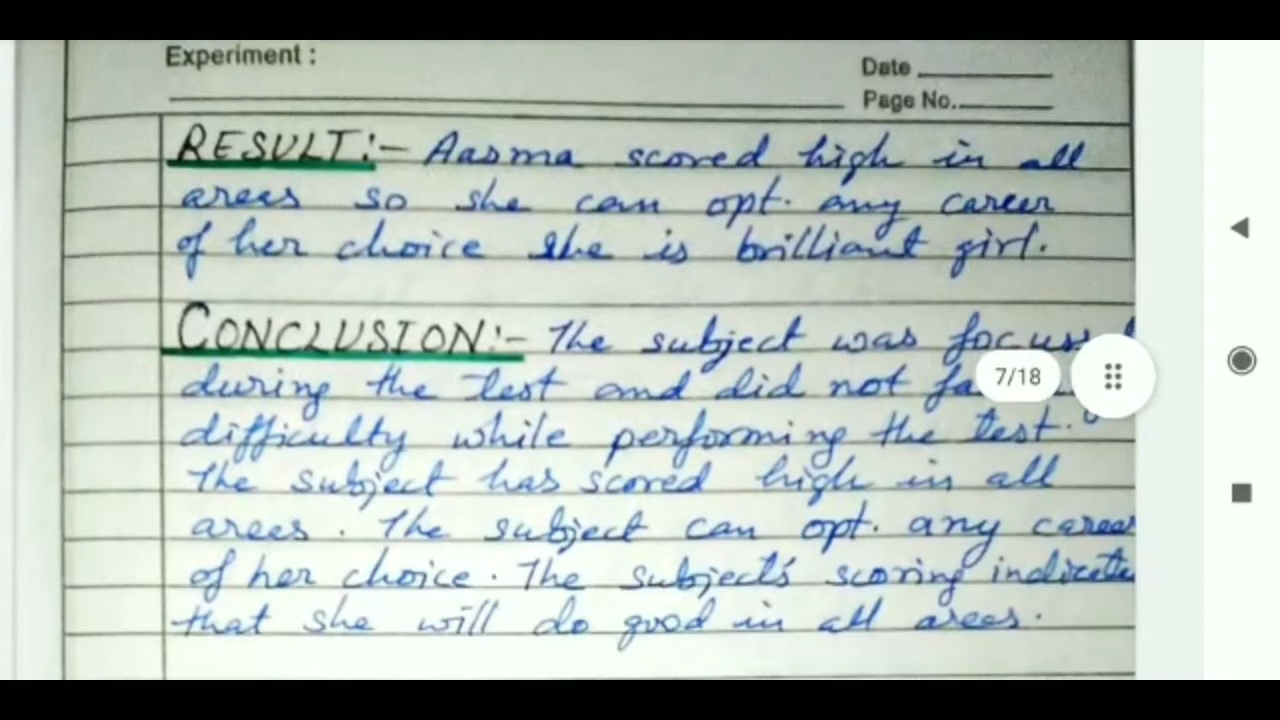 Experiment :
Date
Page No.
RESULT:- Aasma scored high in all
areas so she can opt. any career
of her choice she is brilliant girl.
CONCLUSION:- The subject was
during the test and did not
7/18
difficulty while performing the test.
The subject has scored high in all
areas. The subject can opt. any career
of her choice. The subject's scoring indicate
that she will do good in all areas.